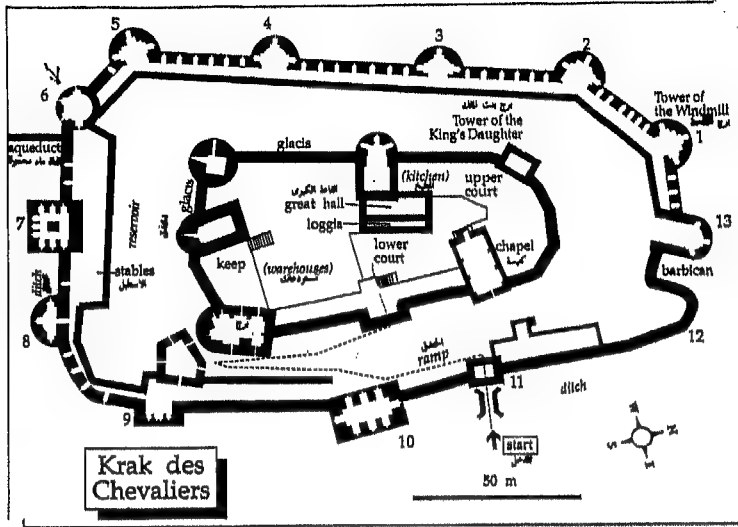 5
4
3
2
6
Tower of
the Windmill
1
aqueduct
glacis
Tower of the
King's Daughter
(kitchen)
upper
court
glacis
great hall
loggia
7
reservoir
13
lower
court
chapel
كنيسة
keep
(warehouses)
stables
barbican
ditch
8
ramp
12
11
ditch
9
10
start
W
N
S
E
50 m
Krak des
Chevaliers